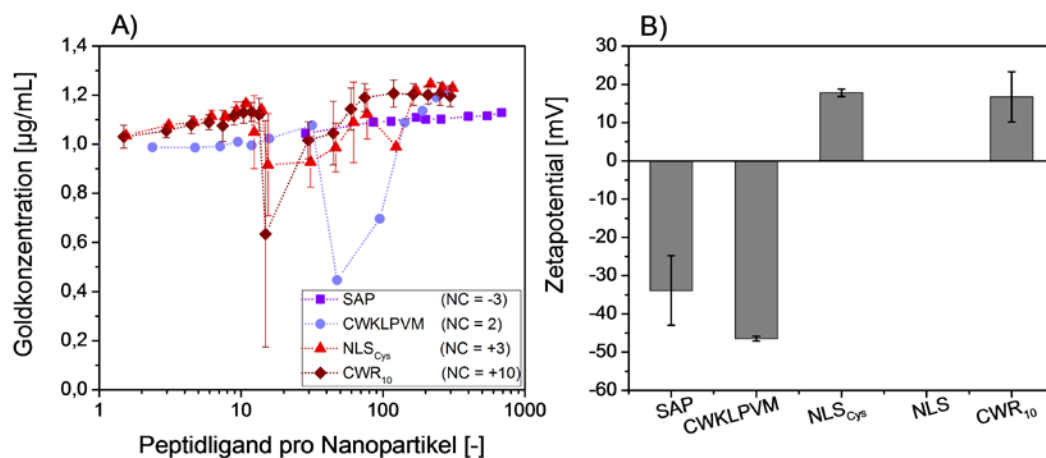 A)
Goldkonzentration [µg/mL]
1,4
1,2
1,0
0,8
0,6
0,4
0,2
0,0
SAP (NC = -3)
CWKLPVM (NC = 2)
NLSCys (NC = +3)
CWR10 (NC = +10)
1 10 100 1000
Peptidligand pro Nanopartikel [-]
B)
Zetapotential [mV]
30
20
10
0
-10
-20
-30
-40
-50
-60
SAP CWKLPVM NLSCys NLS CWR10